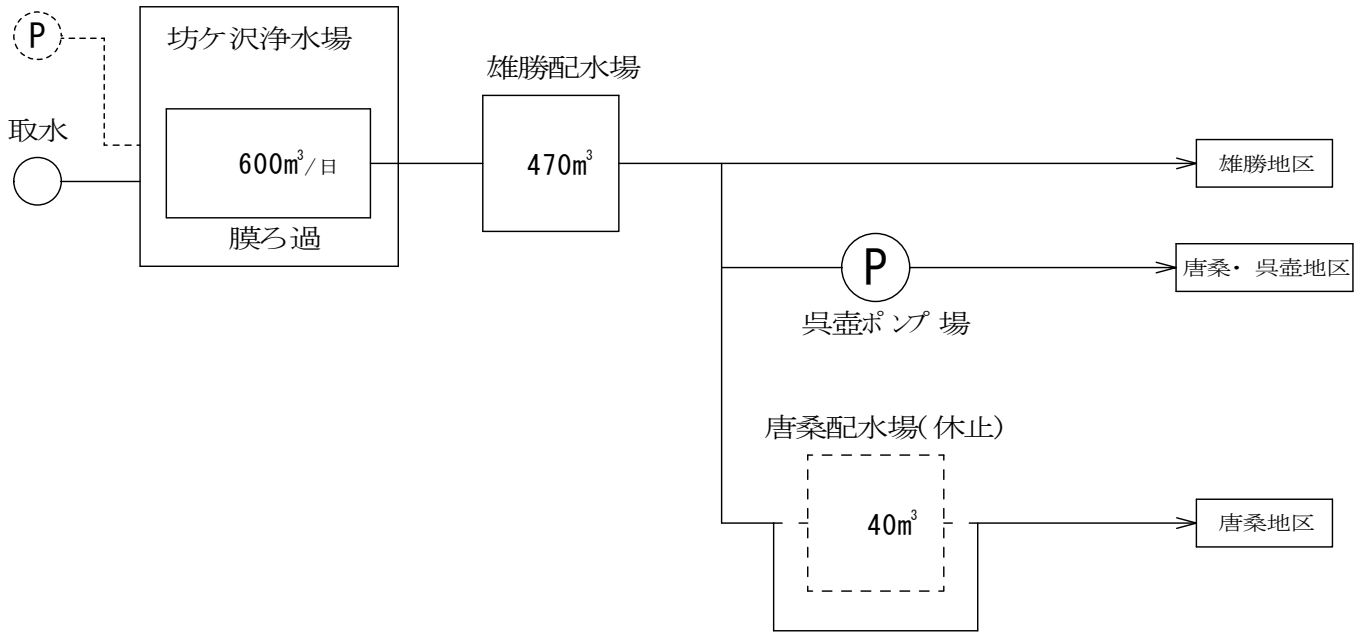 P
坊ケ沢浄水場
雄勝配水場
取水
600m³/日
470m³
雄勝地区
膜ろ過
P
唐桑・呉壺地区
呉壺ポンプ場
唐桑配水場(休止)
40m³
唐桑地区